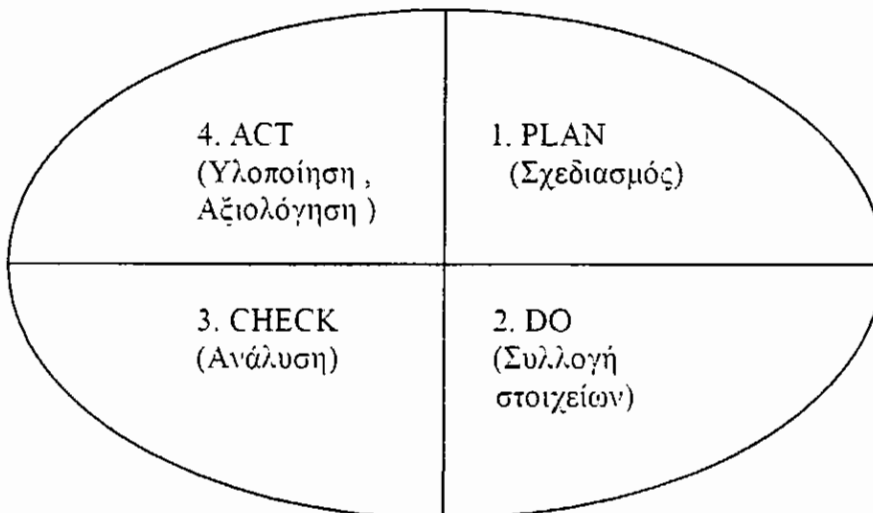 4. ACT
(Υλοποίηση ,
Αξιολόγηση )
1. PLAN
(Σχεδιασμός)
3. CHECK
(Ανάλυση)
2. DO
(Συλλογή
στοιχείων)